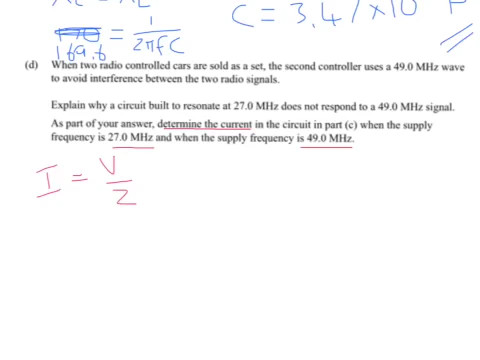 C = 3.47 × 10
169.6 = 1 / 2πfC
(d) When two radio controlled cars are sold as a set, the second controller uses a 49.0 MHz wave
to avoid interference between the two radio signals.
Explain why a circuit built to resonate at 27.0 MHz does not respond to a 49.0 MHz signal.
As part of your answer, determine the current in the circuit in part (c) when the supply
frequency is 27.0 MHz and when the supply frequency is 49.0 MHz.
I = V / Z